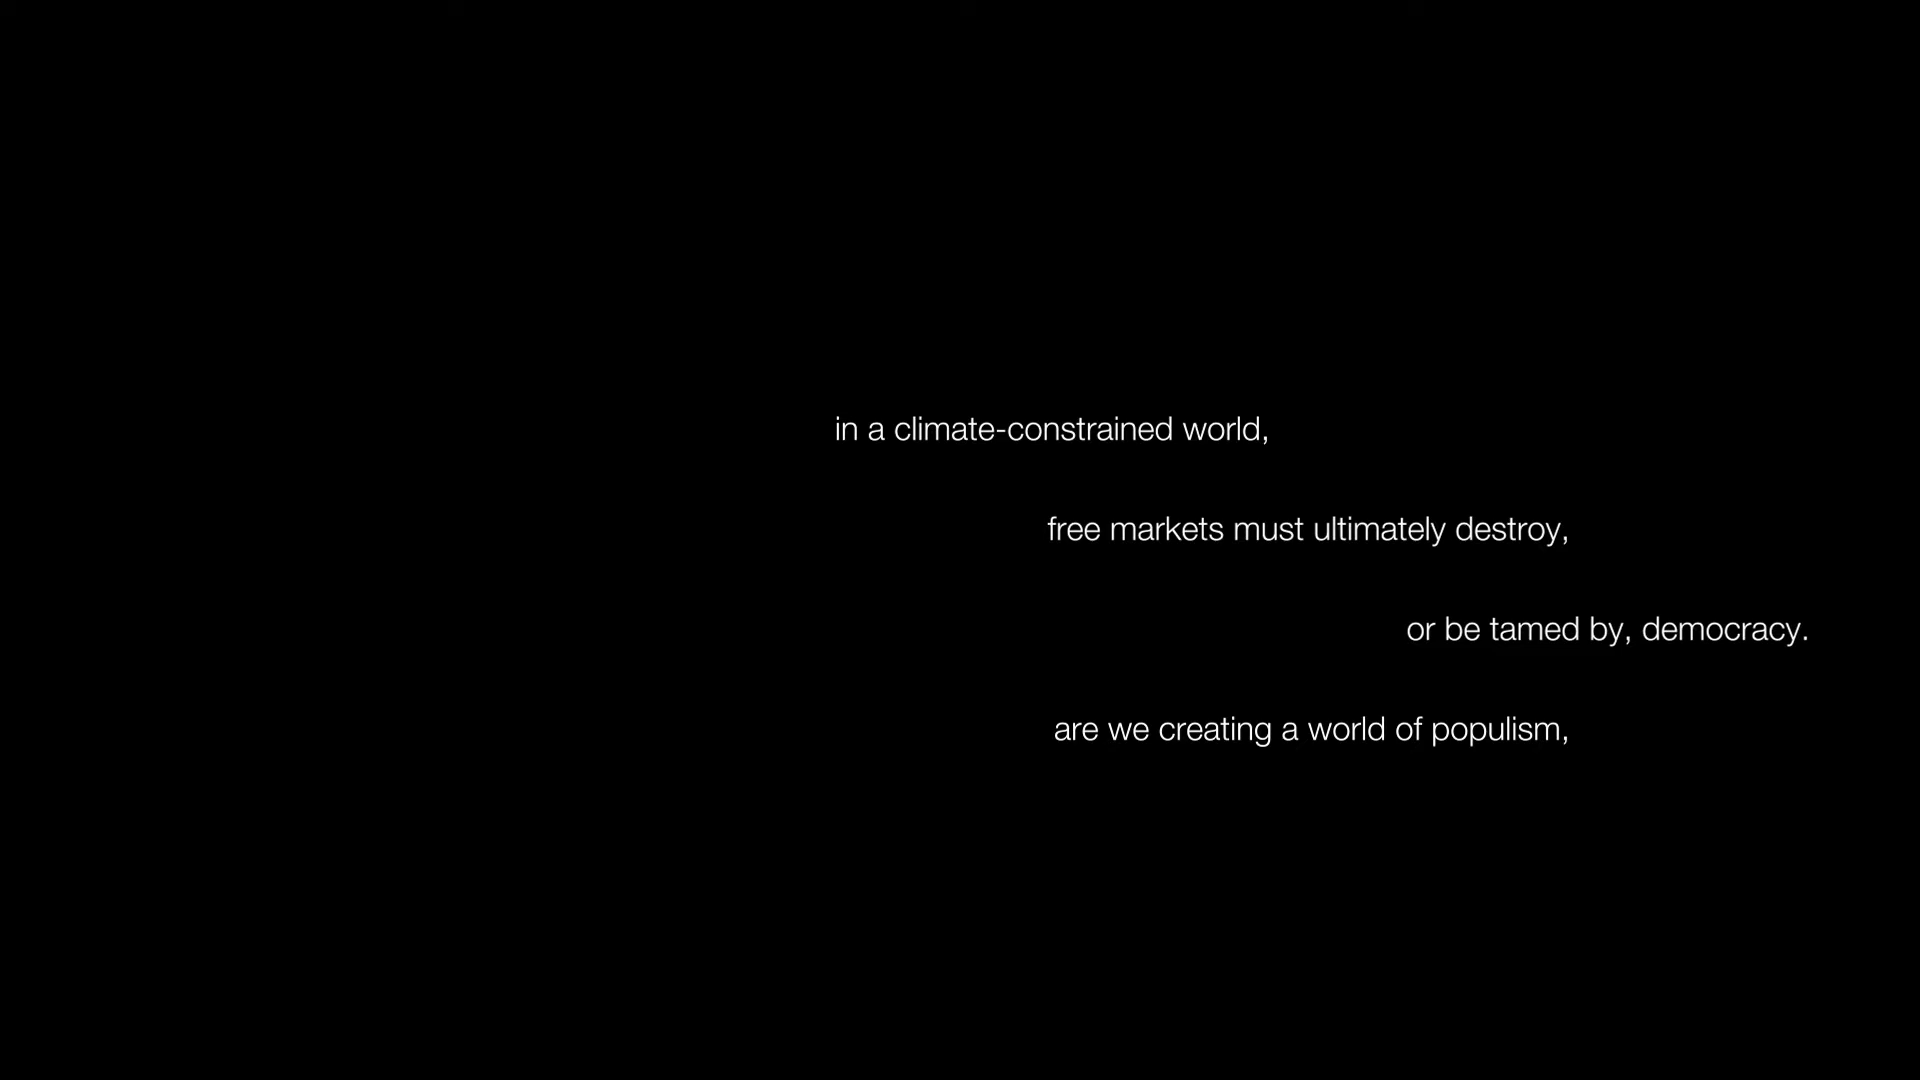 in a climate-constrained world,
free markets must ultimately destroy,
or be tamed by, democracy.
are we creating a world of populism,